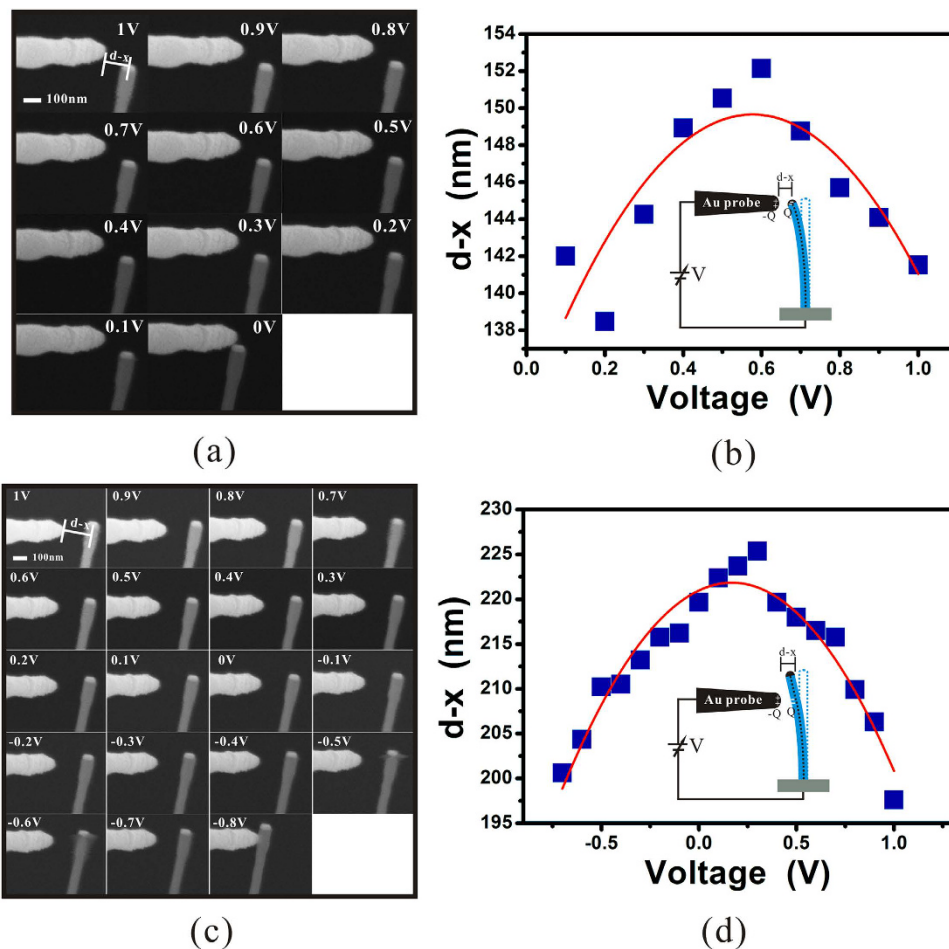 1V 0.9V 0.8V
d-x
100nm
0.7V 0.6V 0.5V
0.4V 0.3V 0.2V
0.1V 0V
(a)
154
152
150
148
146
144
142
140
138
d-x (nm)
d-x
Au probe
-Q Q
V
0.0 0.2 0.4 0.6 0.8 1.0
Voltage (V)
(b)
1V 0.9V 0.8V 0.7V
d-x
100nm
0.6V 0.5V 0.4V 0.3V
0.2V 0.1V 0V -0.1V
-0.2V -0.3V -0.4V -0.5V
-0.6V -0.7V -0.8V
(c)
230
225
220
215
210
205
200
195
d-x (nm)
d-x
Au probe
-Q Q
V
-0.5 0.0 0.5 1.0
Voltage (V)
(d)